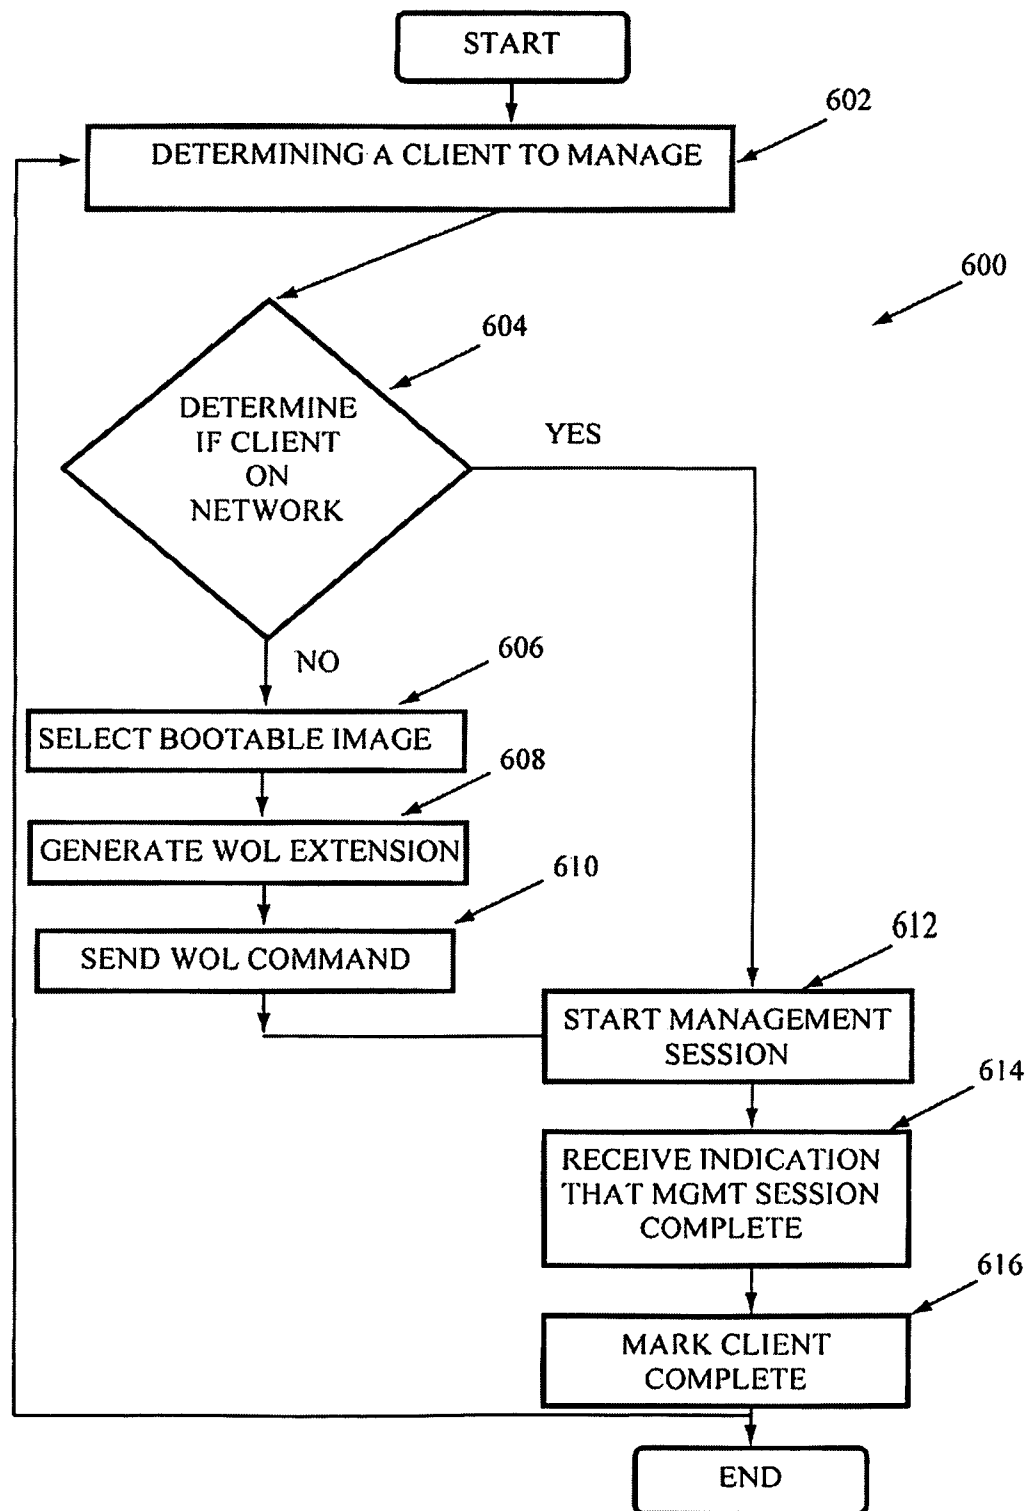 START
602
DETERMINING A CLIENT TO MANAGE
600
604
DETERMINE
IF CLIENT
ON
NETWORK
YES
NO
606
SELECT BOOTABLE IMAGE
608
GENERATE WOL EXTENSION
610
SEND WOL COMMAND
612
START MANAGEMENT
SESSION
614
RECEIVE INDICATION
THAT MGMT SESSION
COMPLETE
616
MARK CLIENT
COMPLETE
END